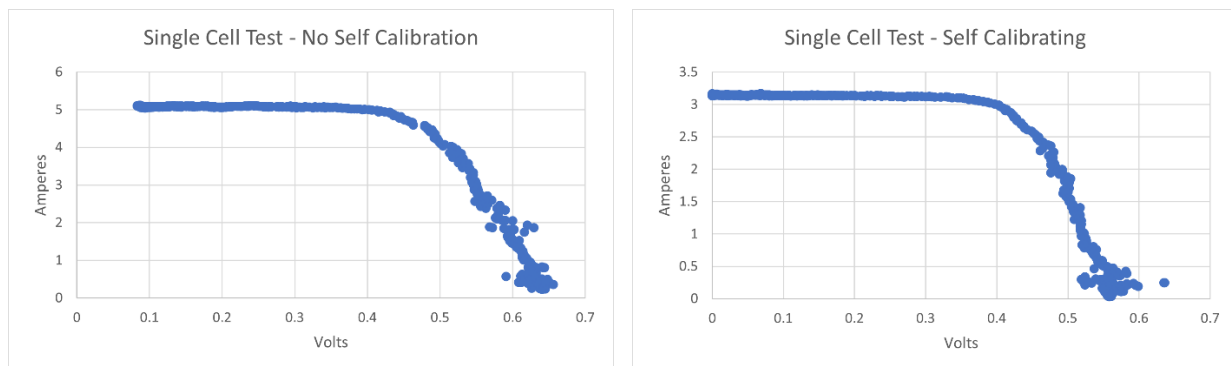 Single Cell Test - No Self Calibration
6
5
4
3
2
1
0
Amperes
0 0.1 0.2 0.3 0.4 0.5 0.6 0.7
Volts
Single Cell Test - Self Calibrating
3.5
3
2.5
2
1.5
1
0.5
0
Amperes
0 0.1 0.2 0.3 0.4 0.5 0.6 0.7
Volts